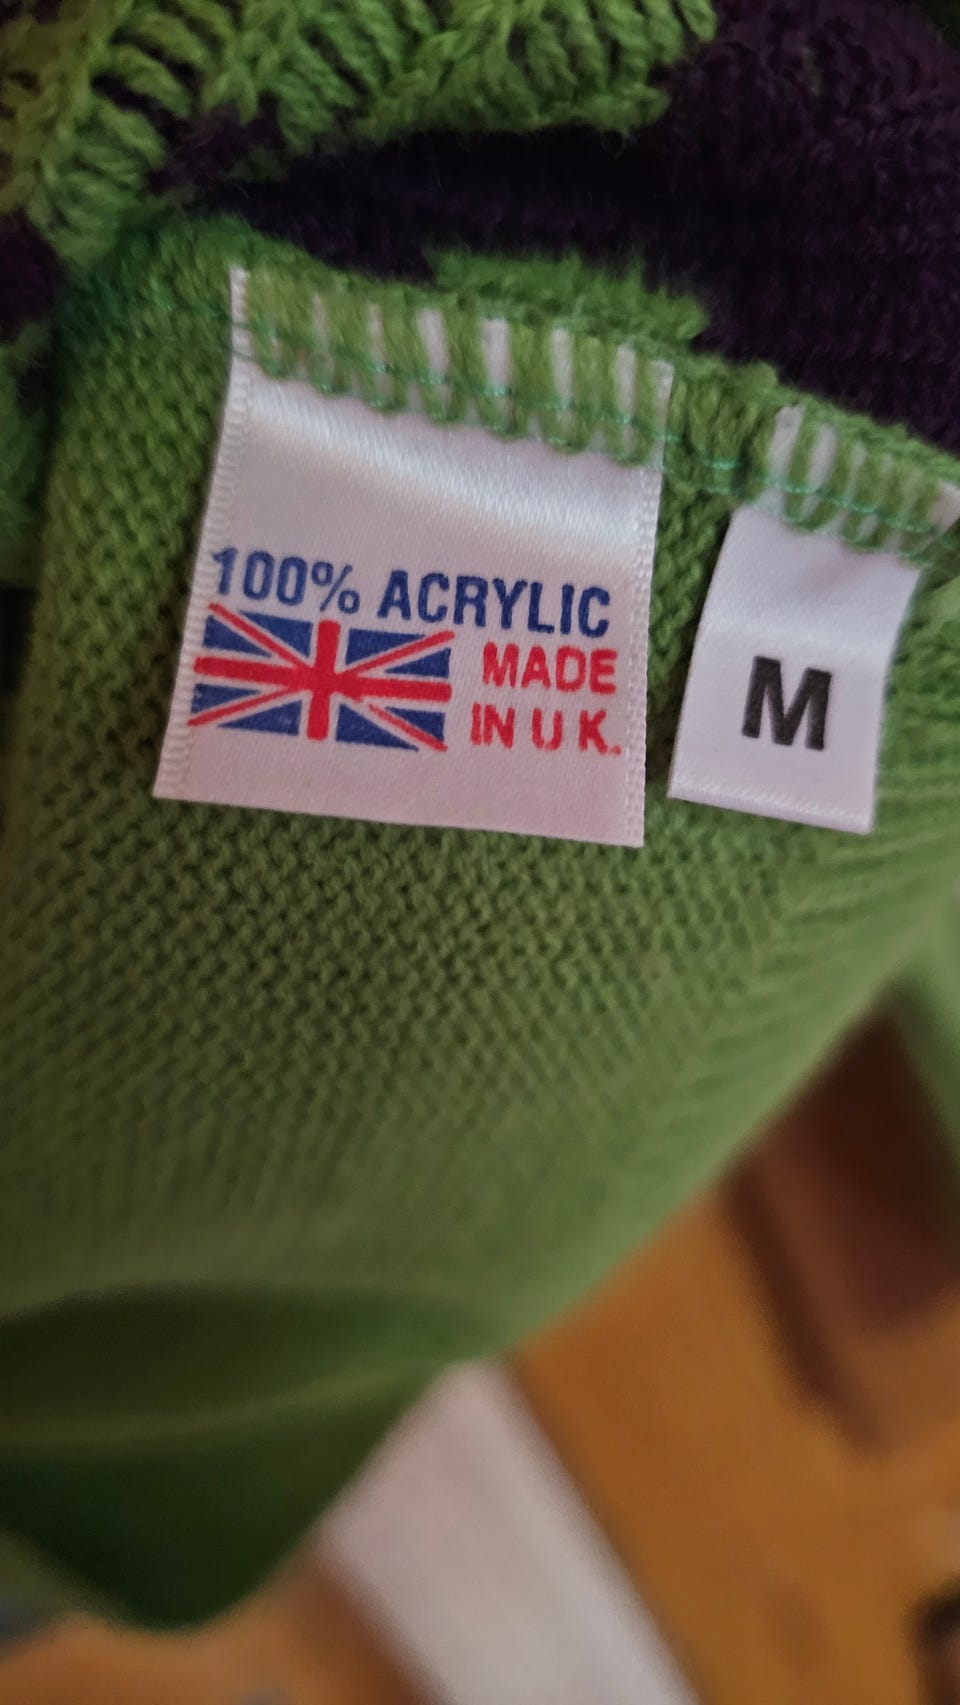 100% ACRYLIC
MADE
IN U K.
M